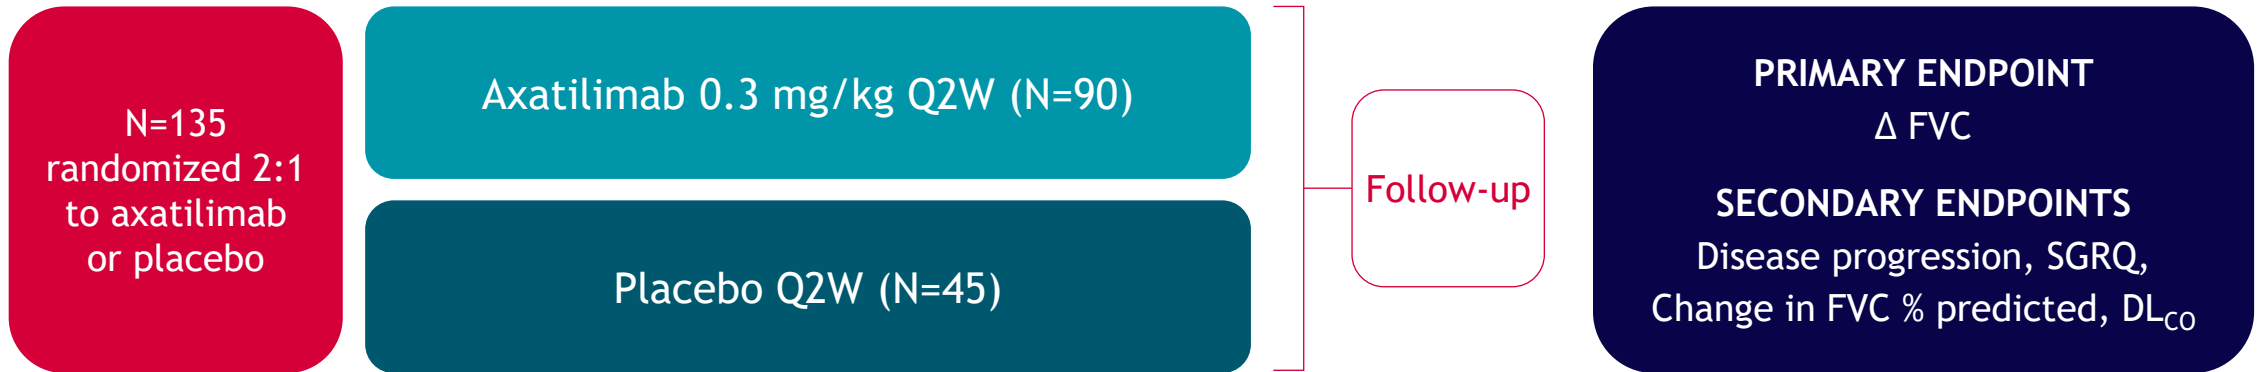 N=135
randomized 2:1
to axatilimab
or placebo
Axatilimab 0.3 mg/kg Q2W (N=90)
Placebo Q2W (N=45)
Follow-up
PRIMARY ENDPOINT
Δ FVC
SECONDARY ENDPOINTS
Disease progression, SGRQ,
Change in FVC % predicted, DLCO